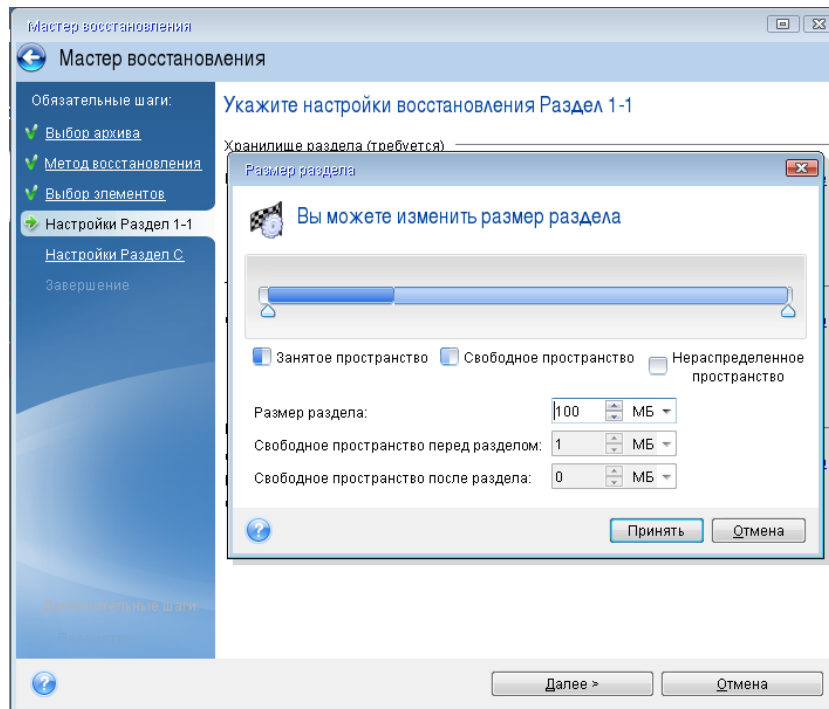 Мастер восстановления
Мастер восстановления
Обязательные шаги:
Выбор архива
Метод восстановления
Выбор элементов
Настройки Раздел 1-1
Настройки Раздел C
Завершение
Укажите настройки восстановления Раздел 1-1
Хранилище раздела (требуется)
Размер раздела
Вы можете изменить размер раздела
Занятое пространство
Свободное пространство
Нераспределенное
пространство
Размер раздела: 100 МБ
Свободное пространство перед разделом: 1 МБ
Свободное пространство после раздела: 0 МБ
Принять
Отмена
Далее >
Отмена